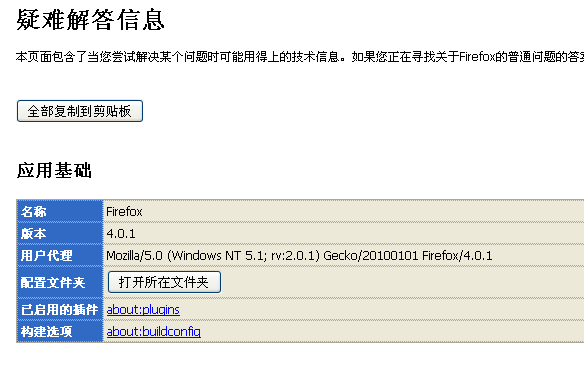 疑难解答信息
本页面包含了当您尝试解决某个问题时可能用得上的技术信息。如果您正在寻找关于Firefox的普通问题的答
全部复制到剪贴板
应用基础
名称 Firefox
版本 4.0.1
用户代理 Mozilla/5.0 (Windows NT 5.1; rv:2.0.1) Gecko/20100101 Firefox/4.0.1
配置文件夹 打开所在文件夹
已启用的插件 about:plugins
构建选项 about:buildconfig